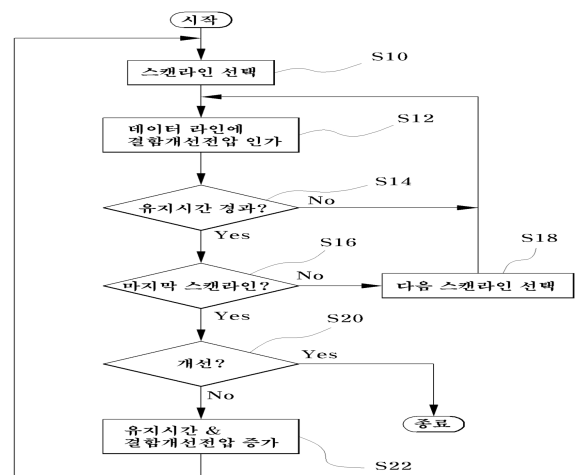 시작
S10
스캔라인 선택
S12
데이터 라인에
결함개선전압 인가
S14
유지시간 경과?
No
Yes
S16
S18
마지막 스캔라인?
No
다음 스캔라인 선택
Yes
S20
개선?
Yes
No
종료
유지시간 &
결함개선전압 증가
S22